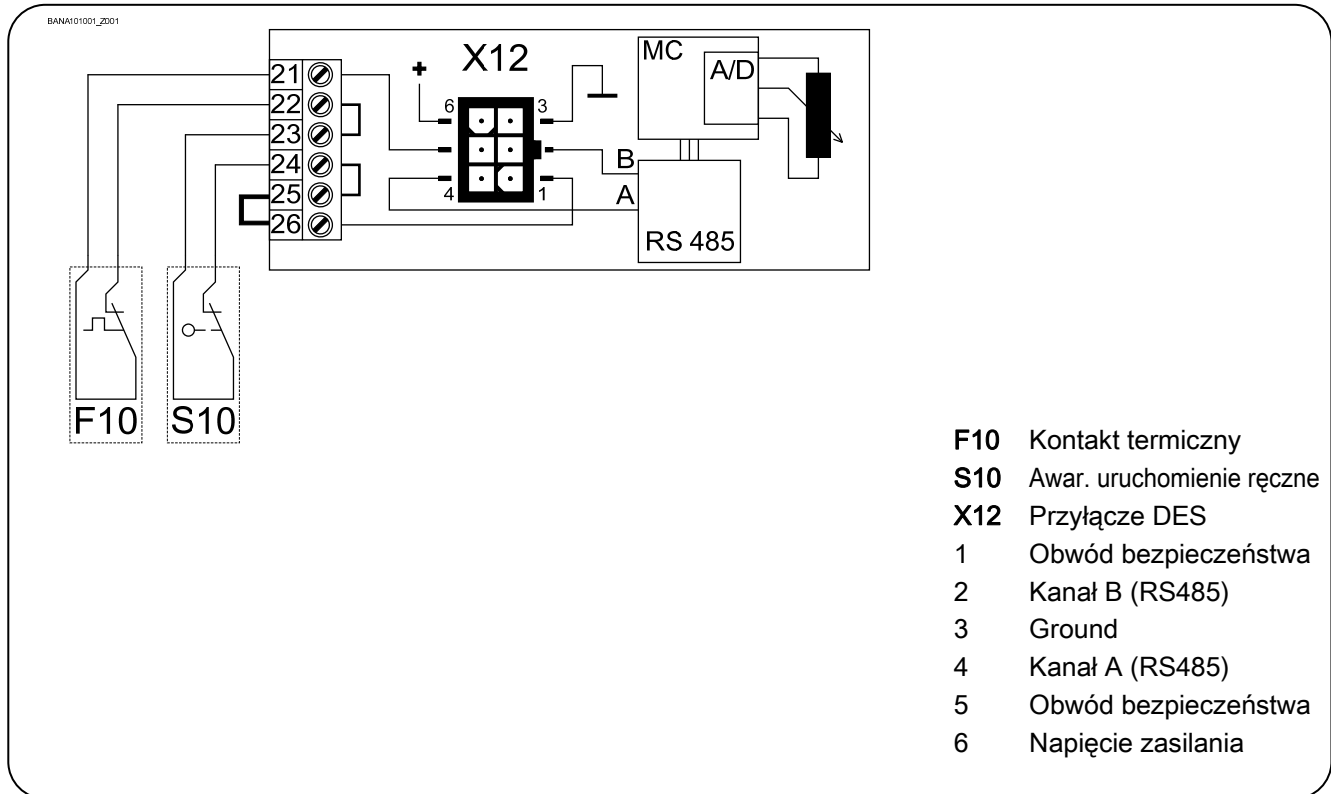 BANA101001_Z001
X12
MC
A/D
+
6
3
4
1
B
A
RS 485
21
22
23
24
25
26
F10
S10
F10 Kontakt termiczny
S10 Awar. uruchomienie ręczne
X12 Przyłącze DES
1 Obwód bezpieczeństwa
2 Kanał B (RS485)
3 Ground
4 Kanał A (RS485)
5 Obwód bezpieczeństwa
6 Napięcie zasilania